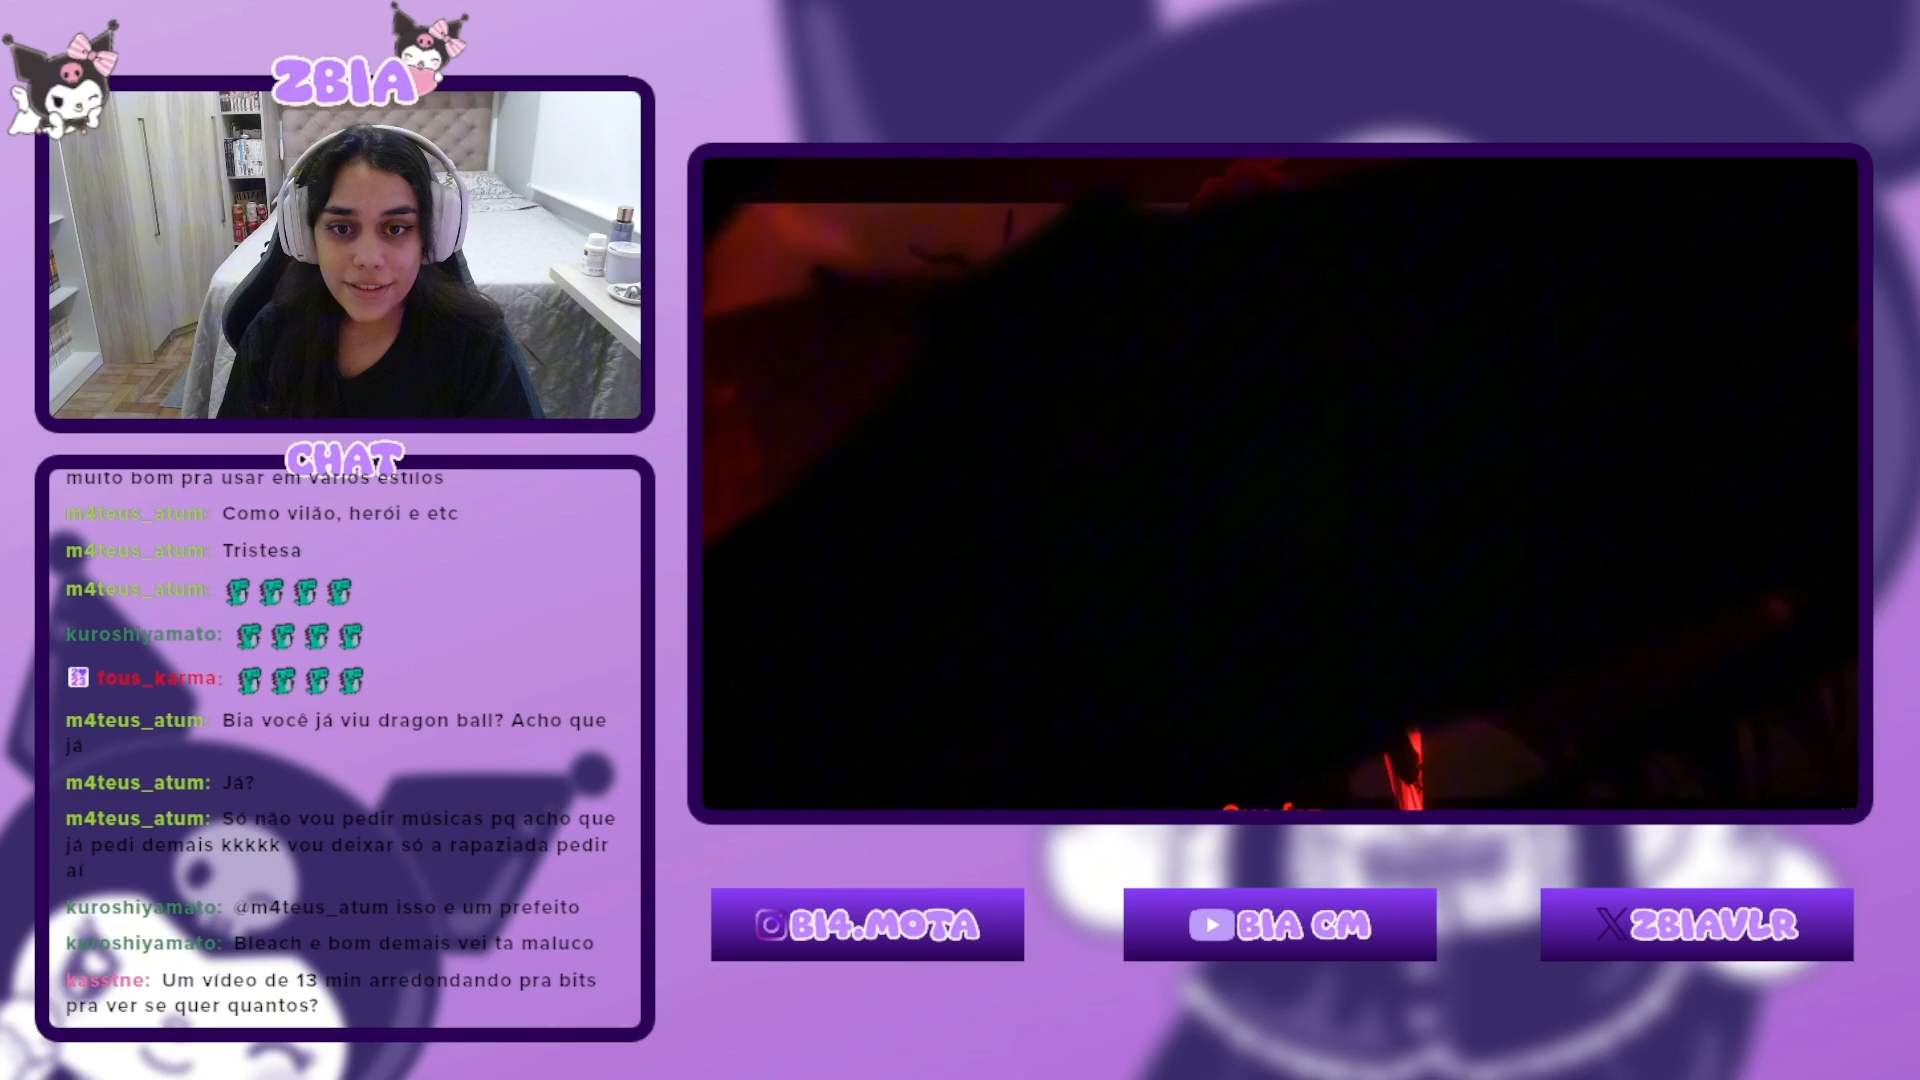 ZBIA
CHAT
muito bom pra usar em vários estilos
m4teus_atum: Como vilão, herói e etc
m4teus_atum: Tristesa
m4teus_atum:
kuroshiyamato:
fous_karma:
m4teus_atum: Bia você já viu dragon ball? Acho que
já
m4teus_atum: Já?
m4teus_atum: Só não vou pedir músicas pq acho que
já pedi demais kkkkk vou deixar só a rapaziada pedir
aí
kuroshiyamato: @m4teus_atum isso e um prefeito
kuroshiyamato: Bleach e bom demais vei ta maluco
kasstne: Um vídeo de 13 min arredondando pra bits
pra ver se quer quantos?
BI4.MOTA
BIA CM
ZBIAVLR